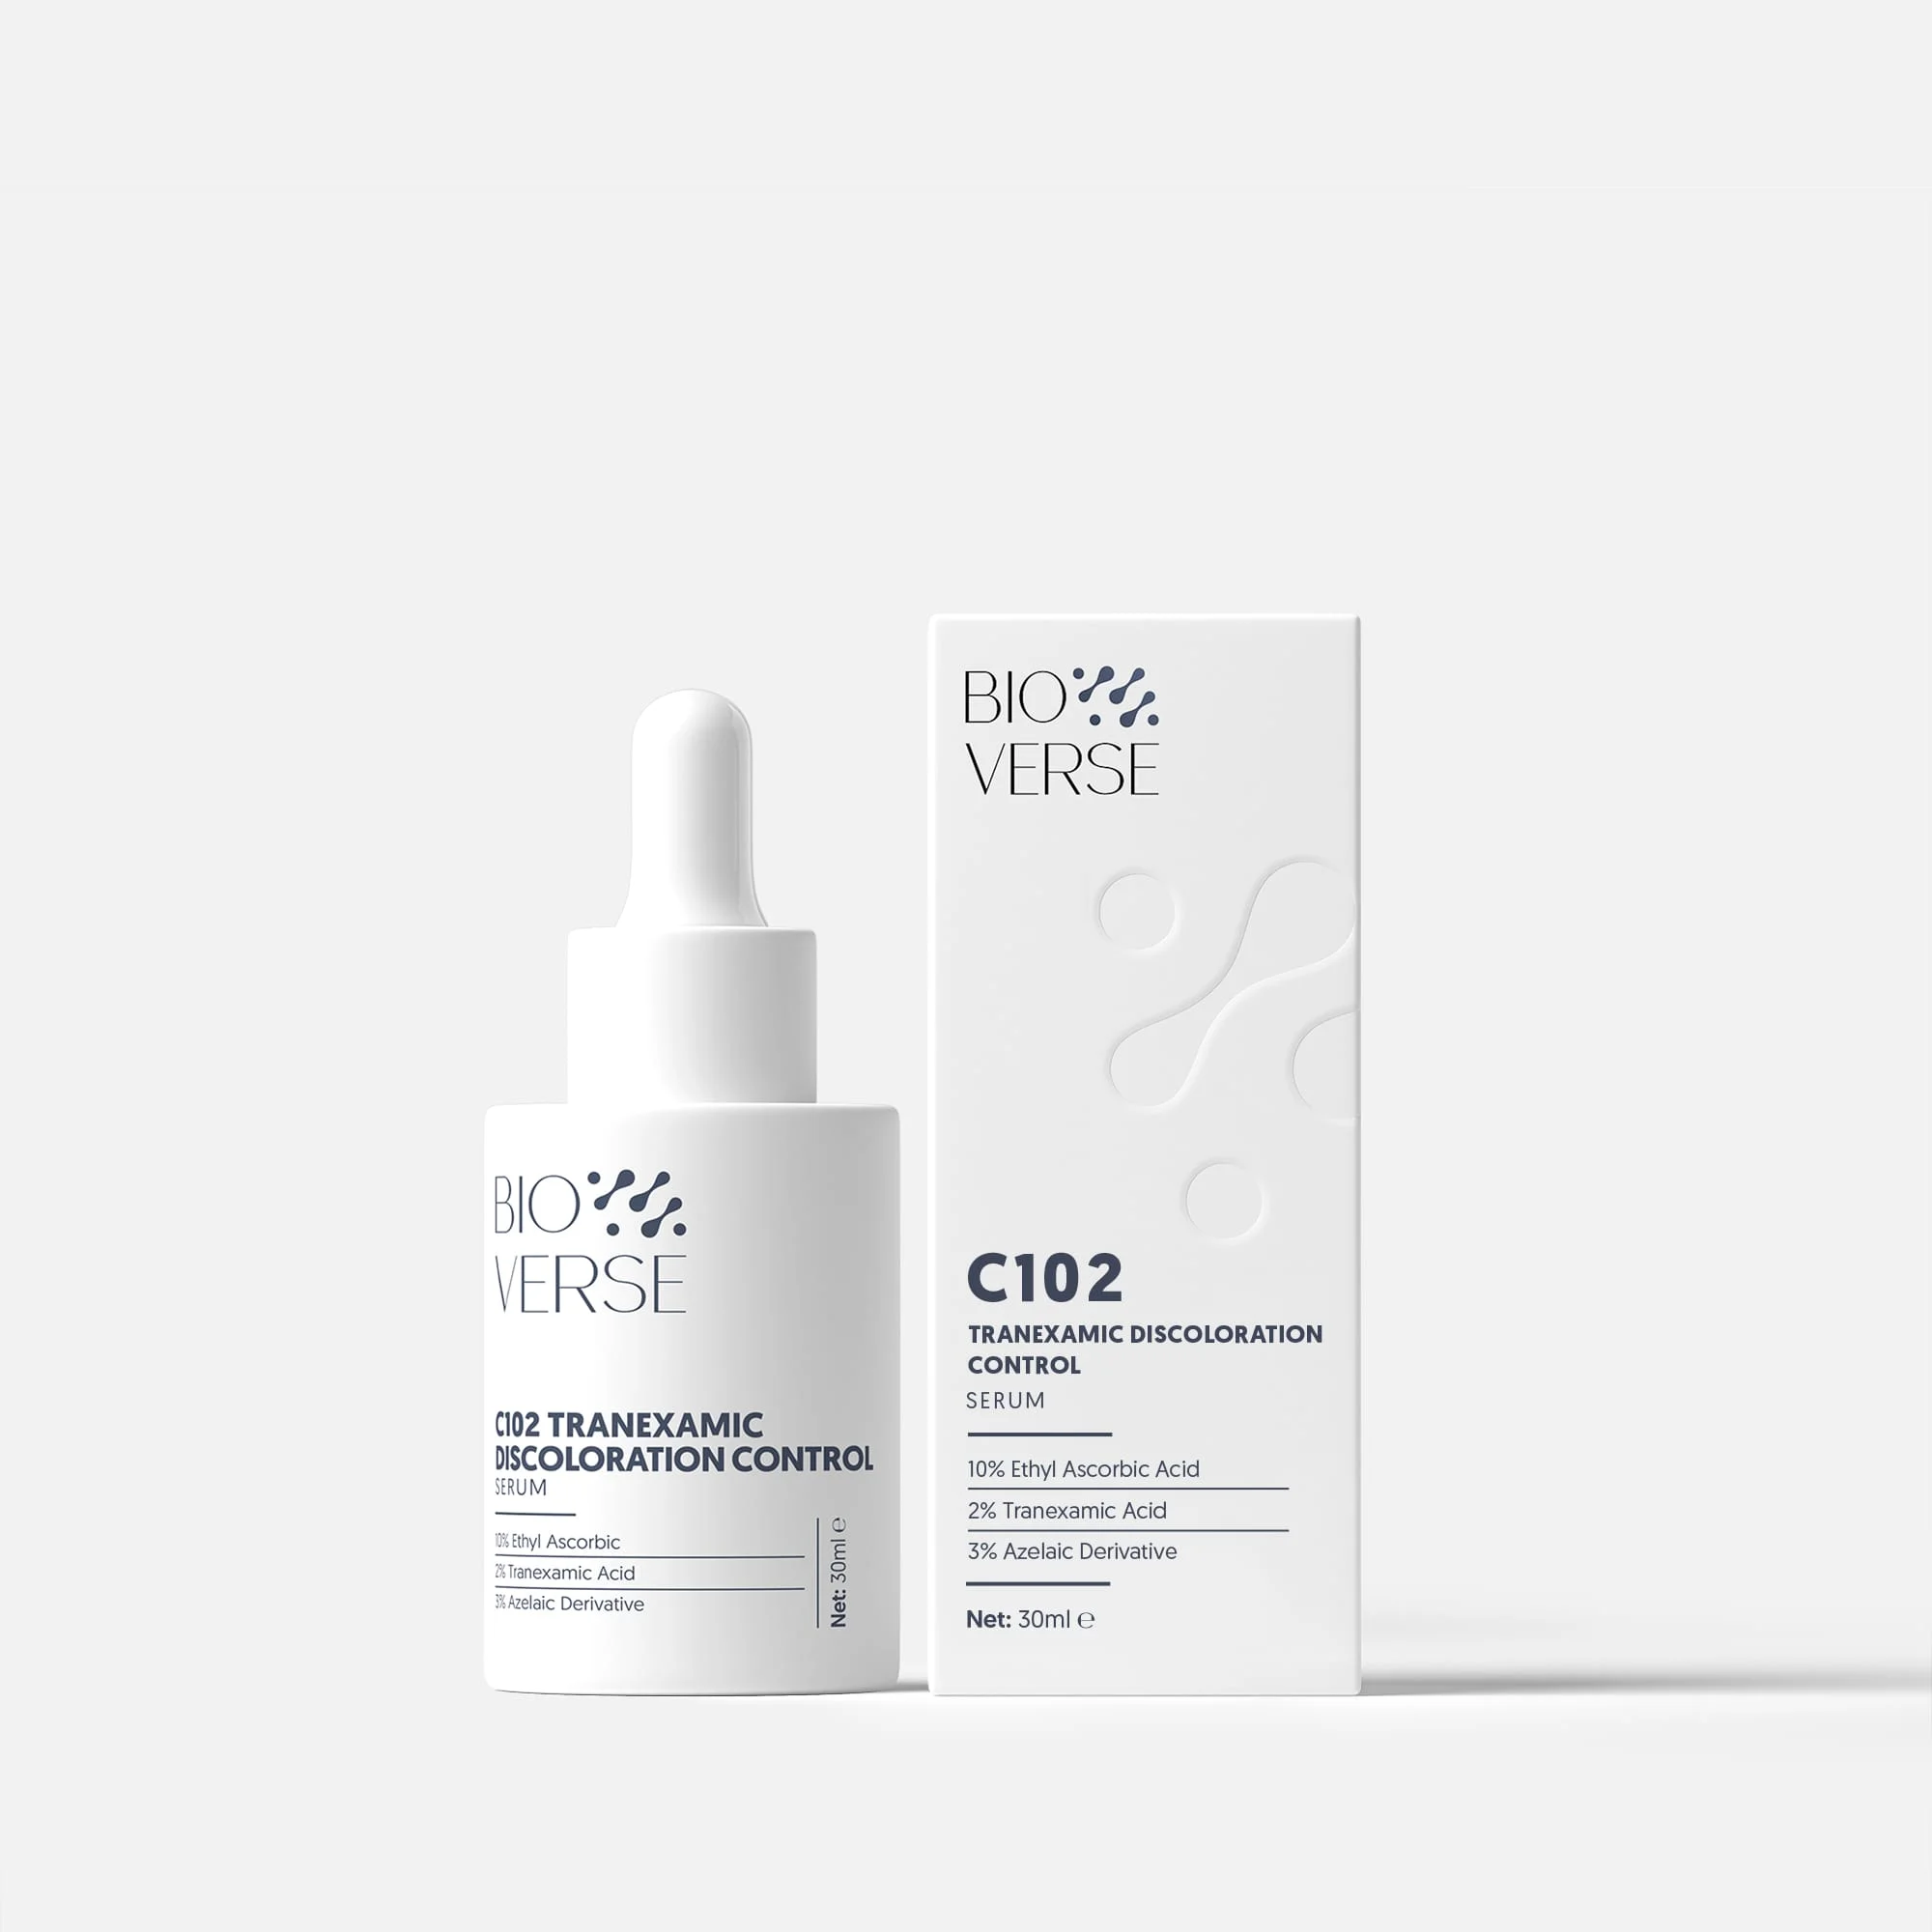 BIO
VERSE
C102 TRANEXAMIC
DISCOLORATION CONTROL
SERUM
10% Ethyl Ascorbic
2% Tranexamic Acid
3% Azelaic Derivative
Net: 30ml ℮
BIO
VERSE
C102
TRANEXAMIC DISCOLORATION
CONTROL
SERUM
10% Ethyl Ascorbic Acid
2% Tranexamic Acid
3% Azelaic Derivative
Net: 30ml ℮